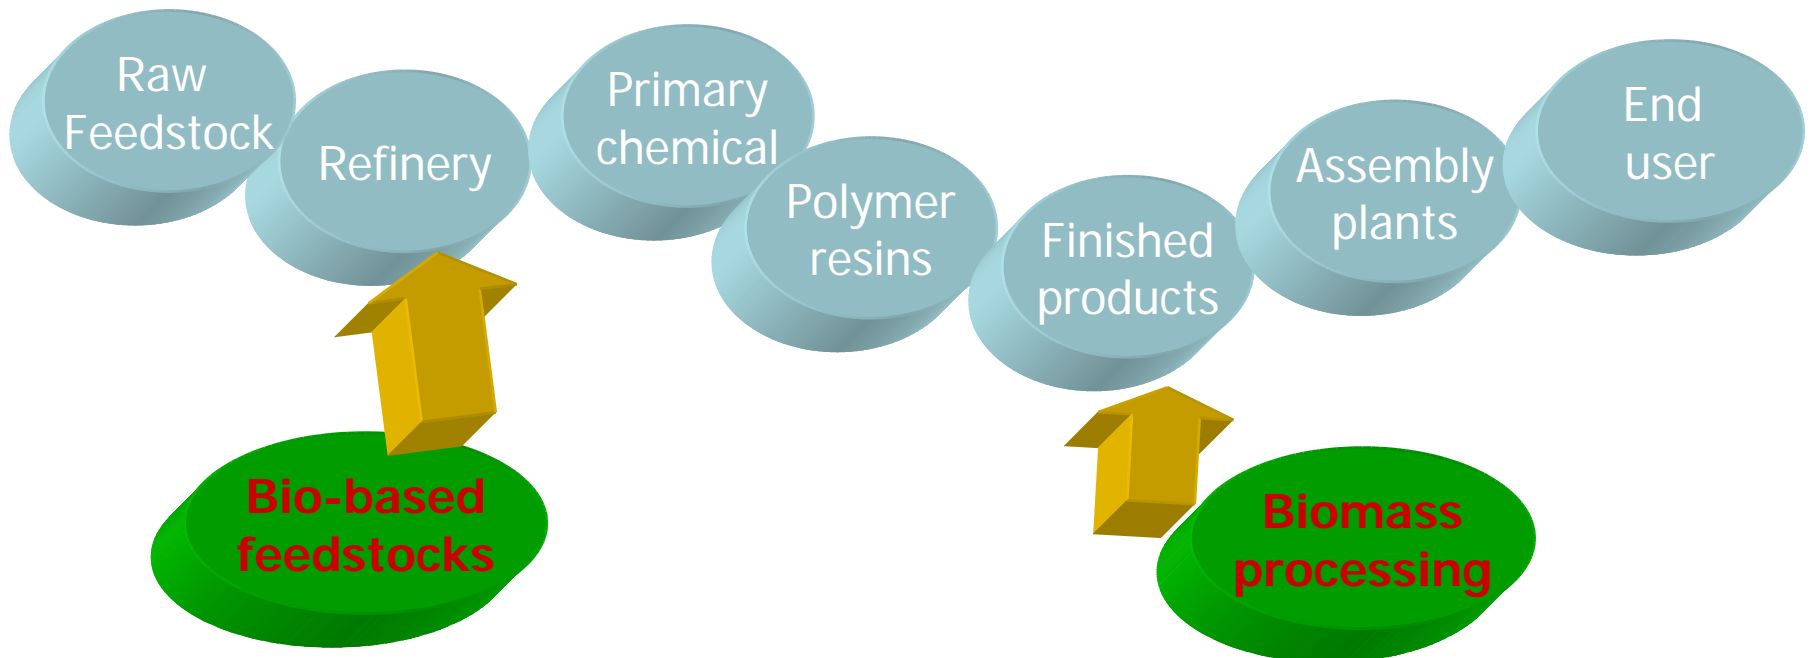 Raw
Feedstock
Refinery
Primary
chemical
Polymer
resins
Finished
products
Assembly
plants
End
user
Bio-based
feedstocks
Biomass
processing